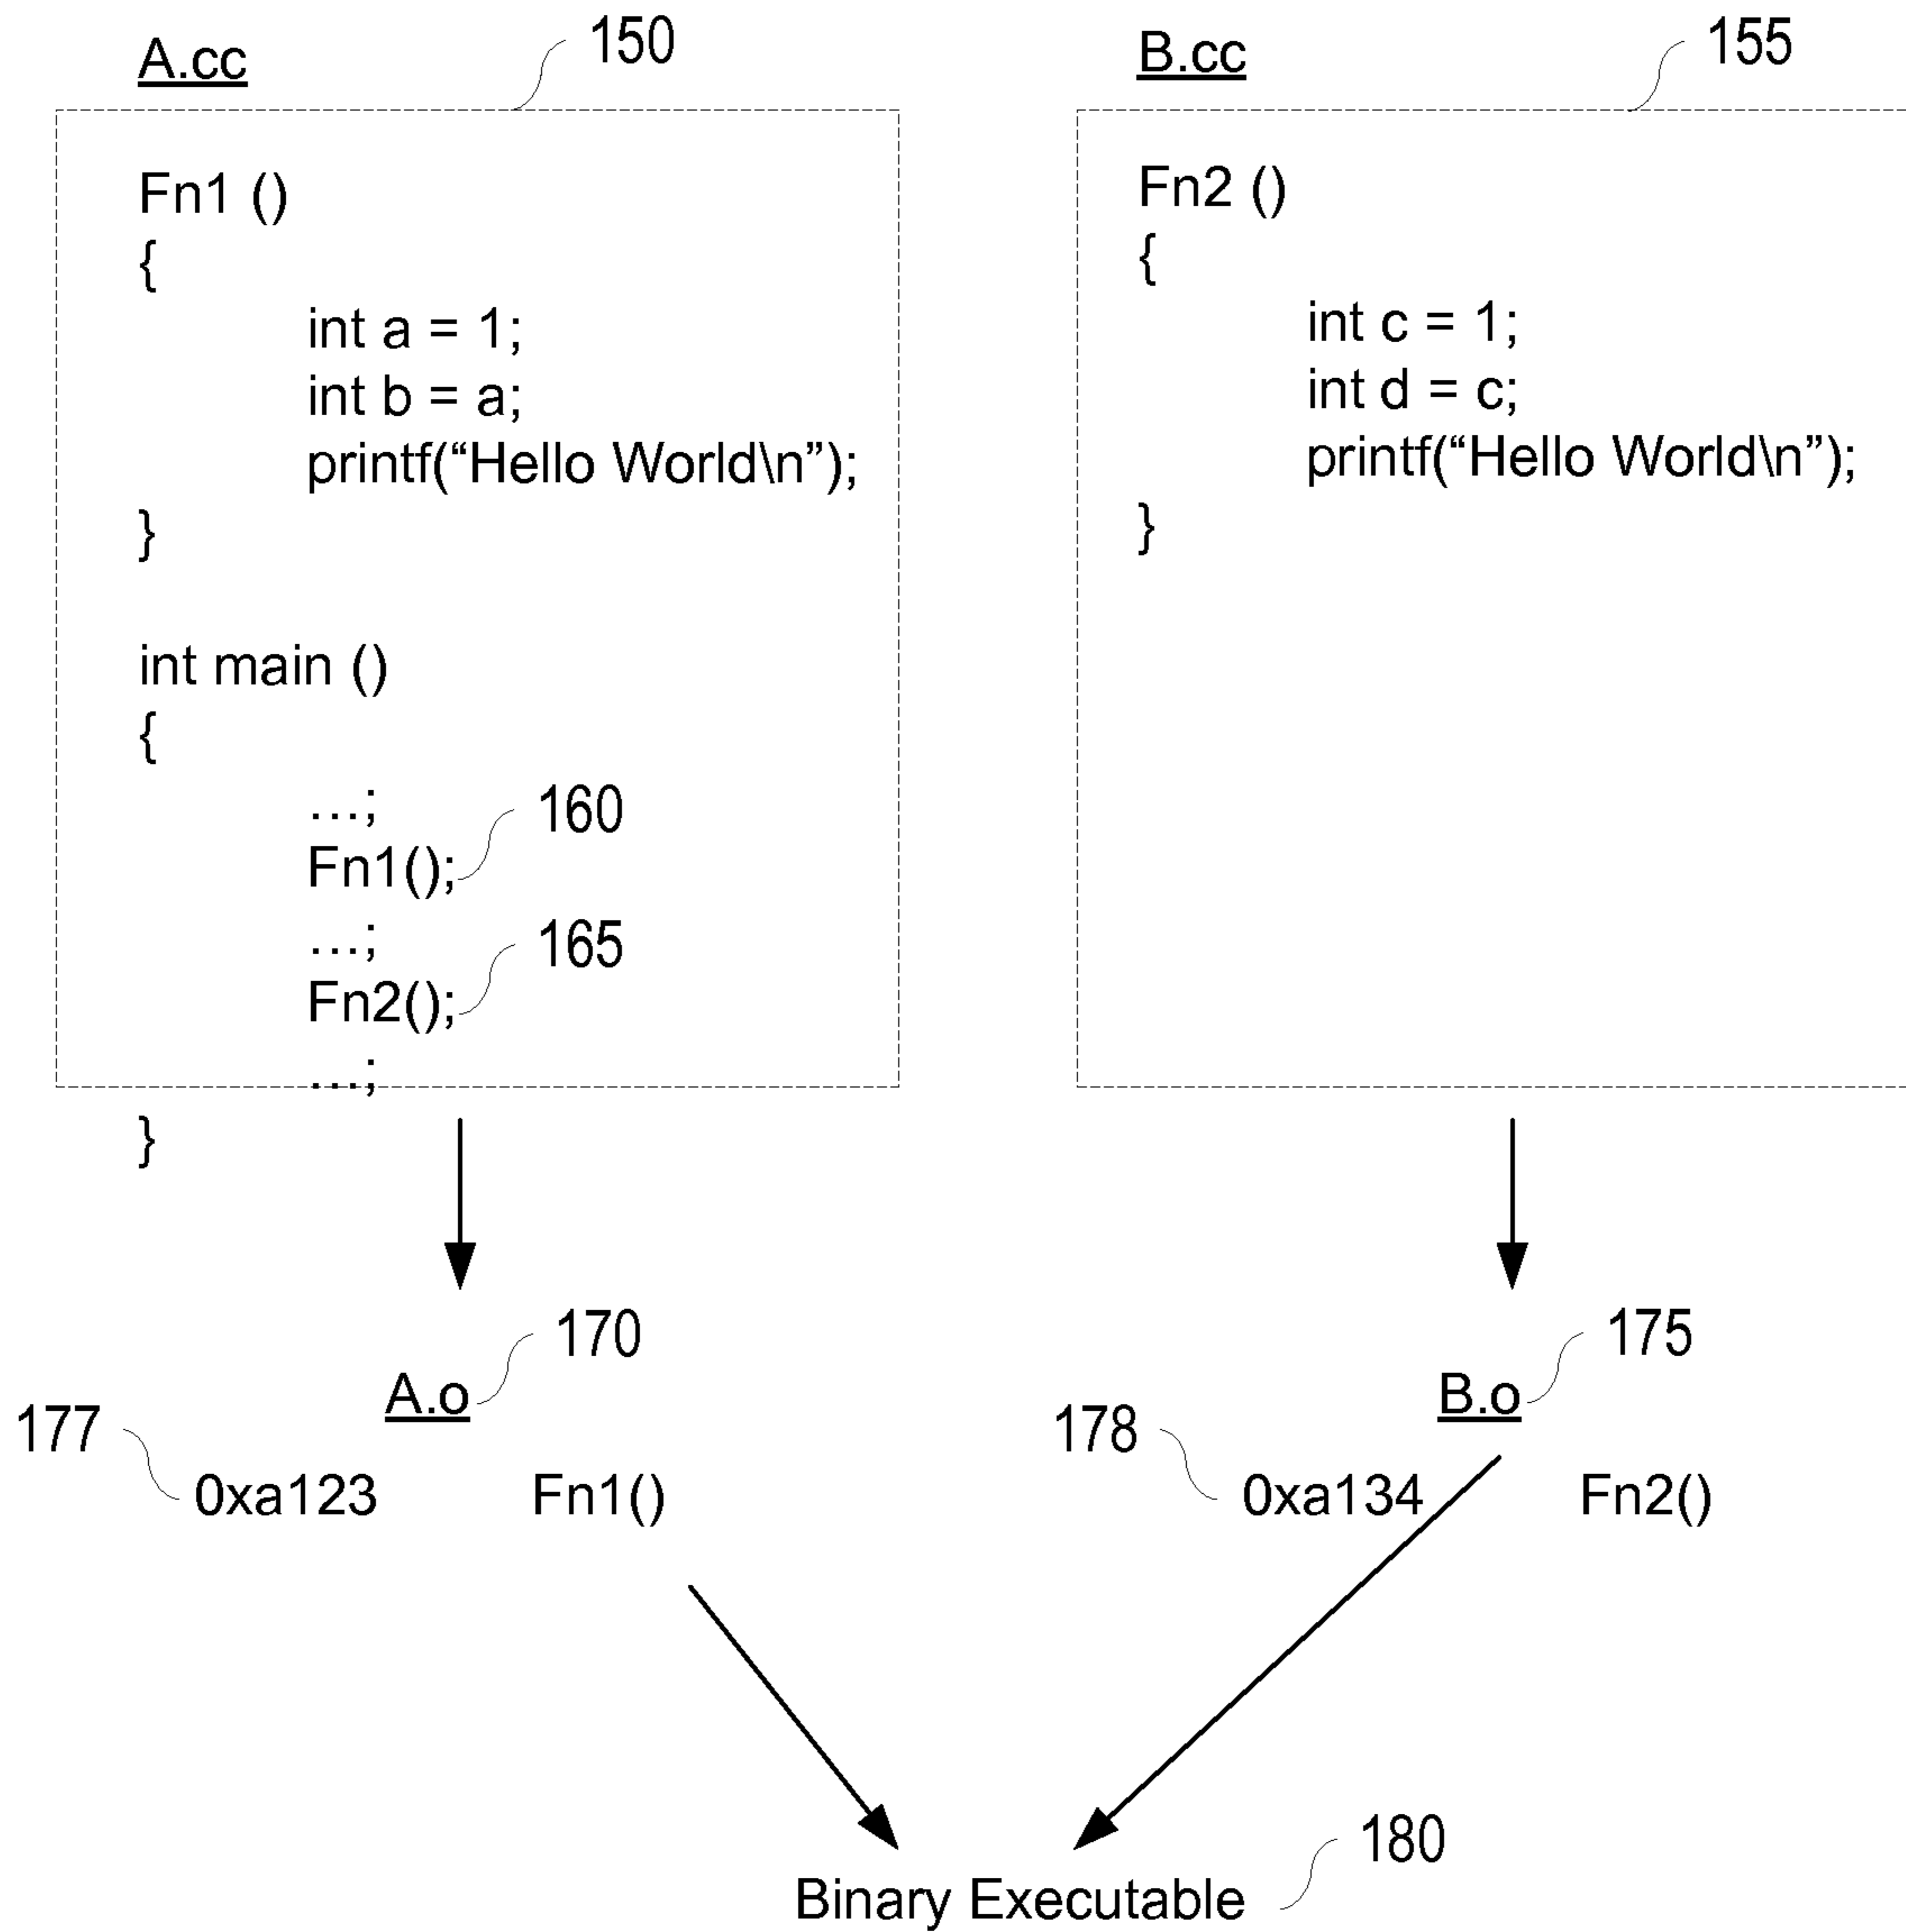 A.cc
150
Fn1 ()
{
int a = 1;
int b = a;
printf(“Hello World\n”);
}
int main ()
{
...;
160
Fn1();
...;
165
Fn2();
...;
}
B.cc
155
Fn2 ()
{
int c = 1;
int d = c;
printf(“Hello World\n”);
}
170
A.o
177
0xa123 Fn1()
175
B.o
178
0xa134 Fn2()
180
Binary Executable